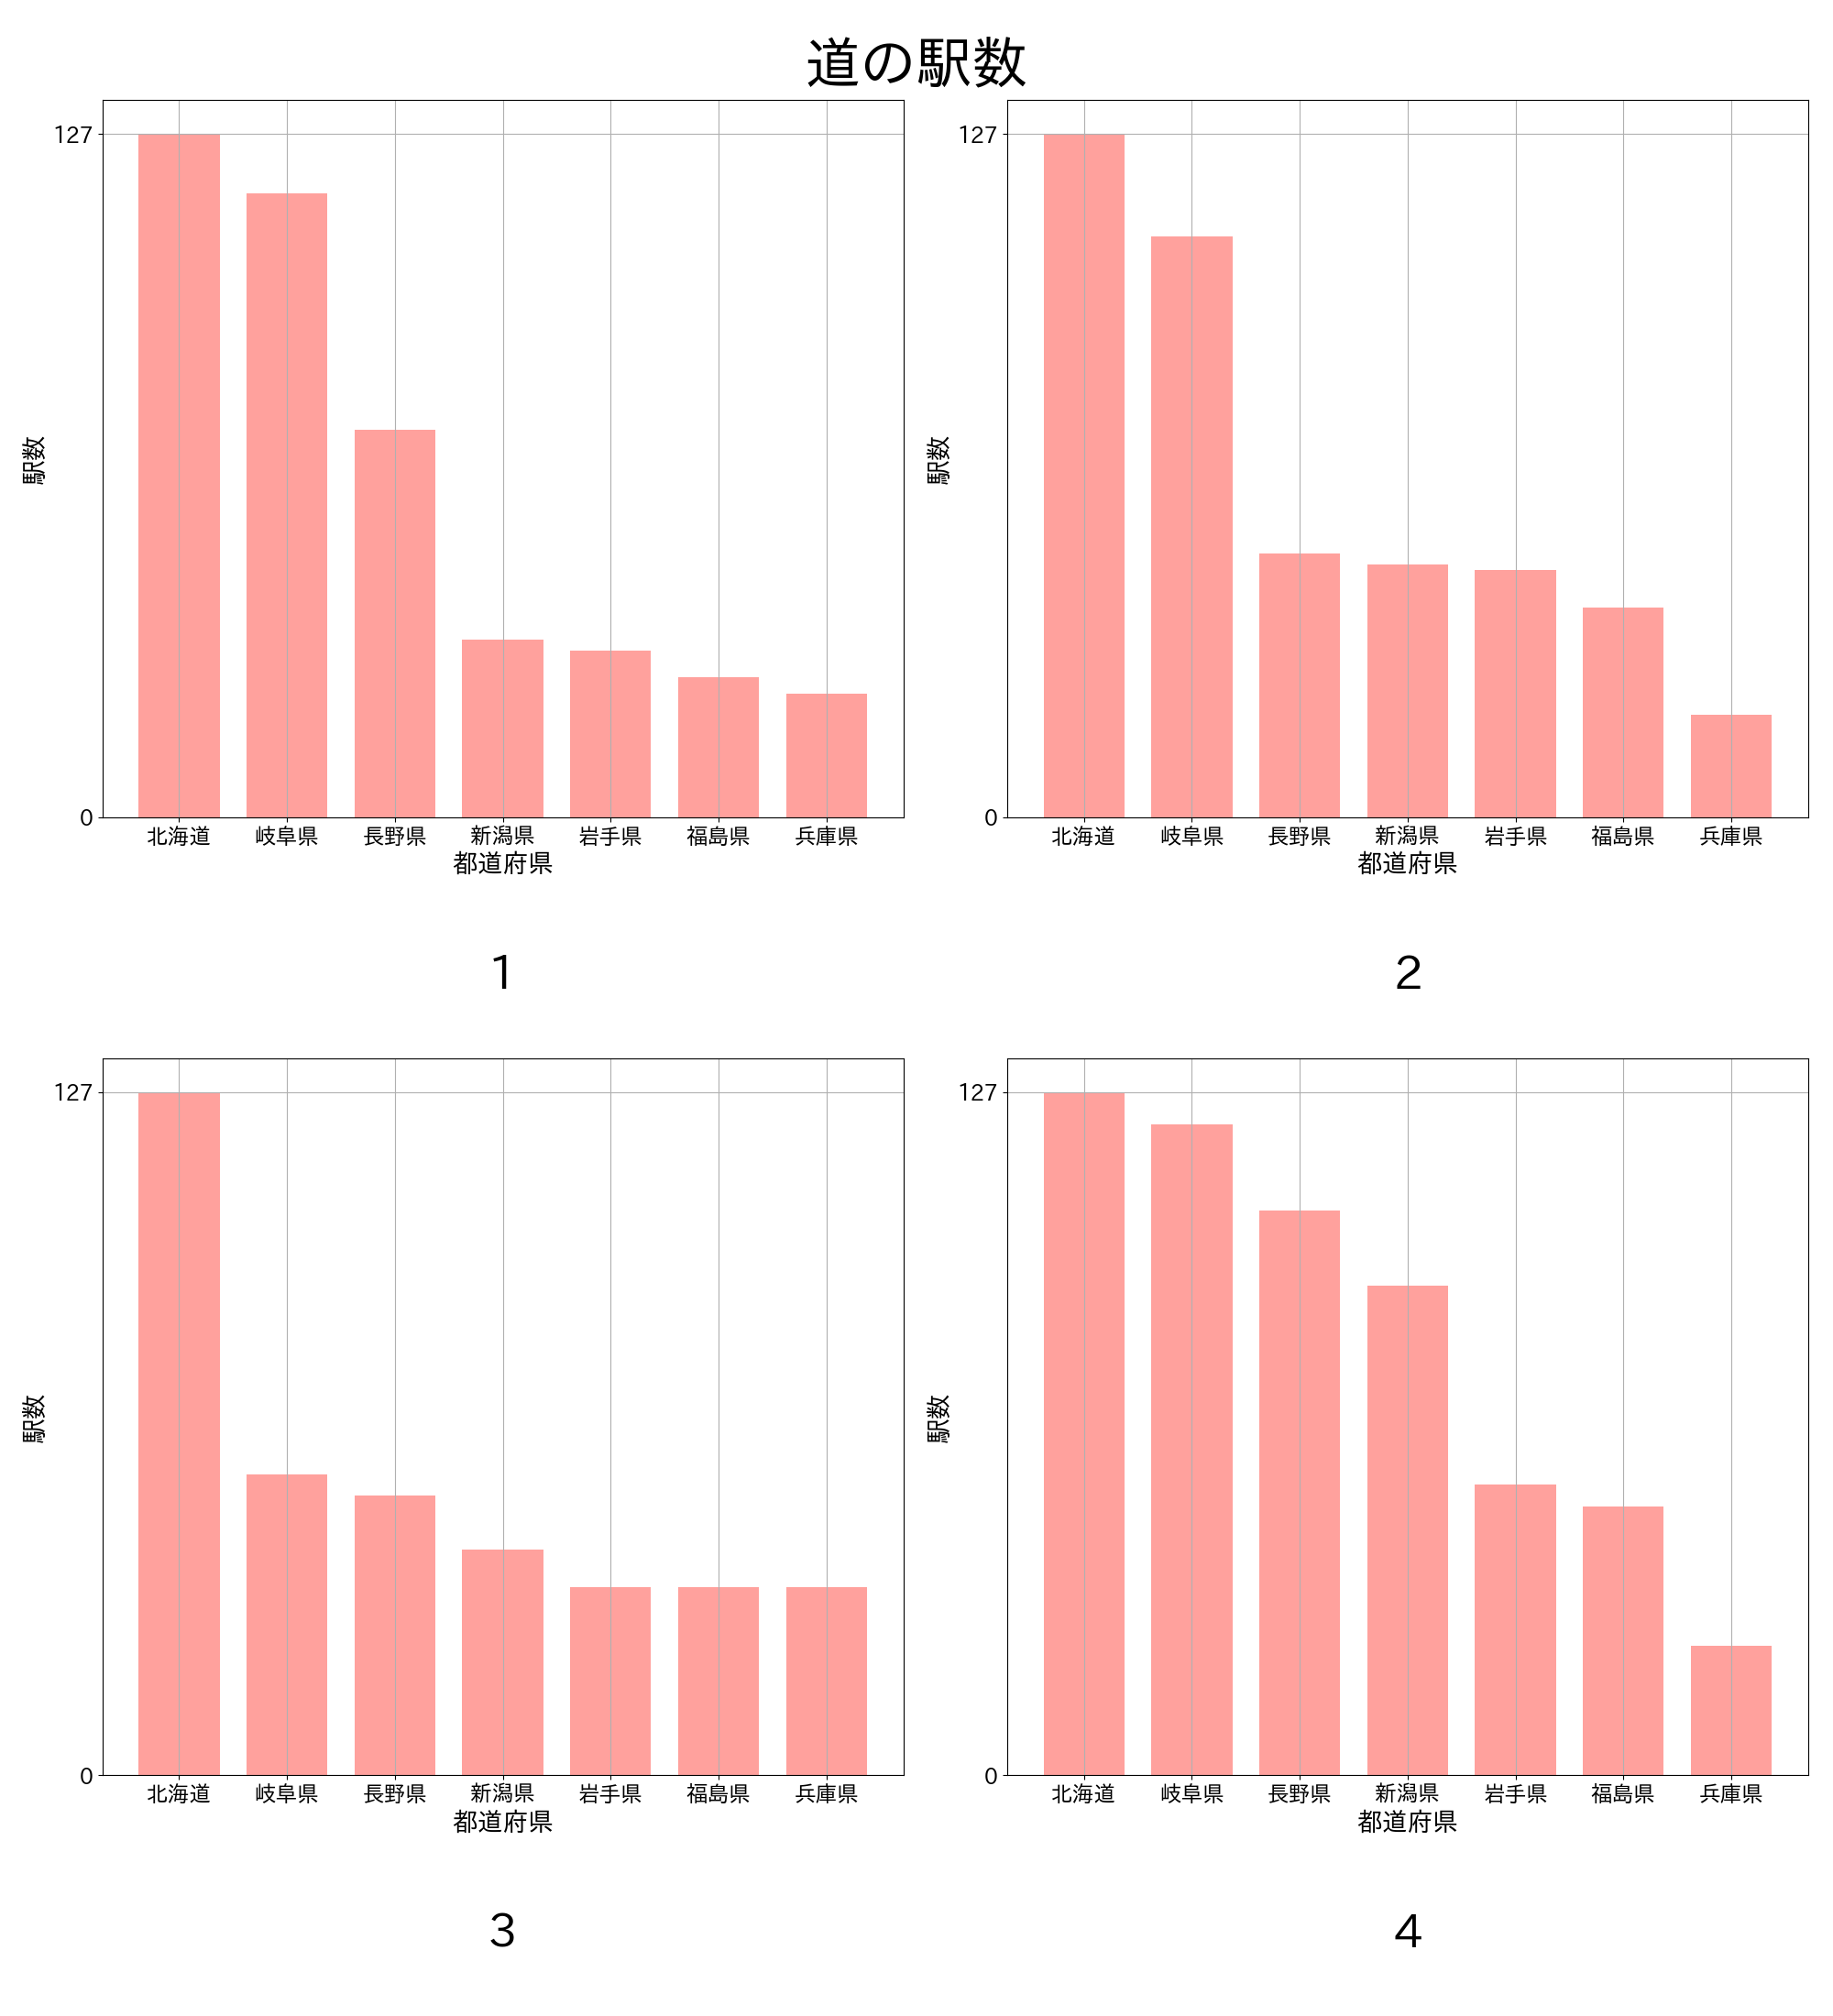 道の駅数
127
0
駅数
北海道 岐阜県 長野県 新潟県 岩手県 福島県 兵庫県
都道府県
1
127
0
駅数
北海道 岐阜県 長野県 新潟県 岩手県 福島県 兵庫県
都道府県
2
127
0
駅数
北海道 岐阜県 長野県 新潟県 岩手県 福島県 兵庫県
都道府県
3
127
0
駅数
北海道 岐阜県 長野県 新潟県 岩手県 福島県 兵庫県
都道府県
4